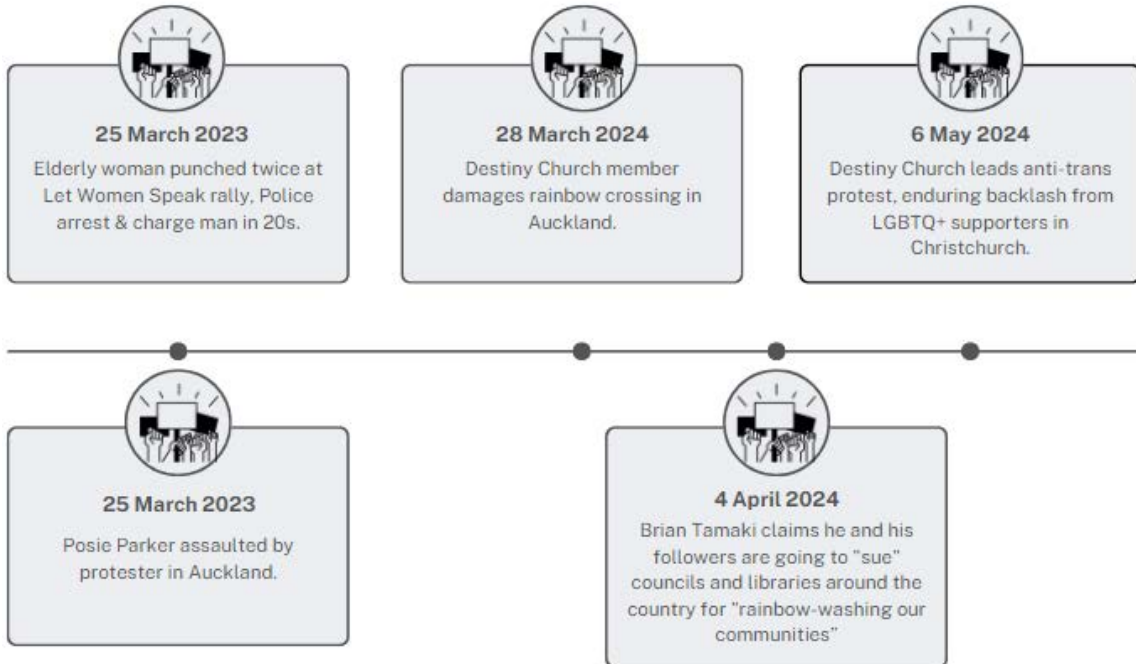 25 March 2023
Elderly woman punched twice at
Let Women Speak rally, Police
arrest & charge man in 20s.
28 March 2024
Destiny Church member
damages rainbow crossing in
Auckland.
6 May 2024
Destiny Church leads anti-trans
protest, enduring backlash from
LGBTQ+ supporters in
Christchurch.
25 March 2023
Posie Parker assaulted by
protester in Auckland.
4 April 2024
Brian Tamaki claims he and his
followers are going to "sue"
councils and libraries around the
country for "rainbow-washing our
communities"